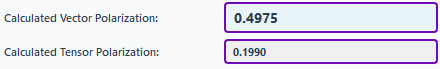 Calculated Vector Polarization: 0.4975
Calculated Tensor Polarization: 0.1990